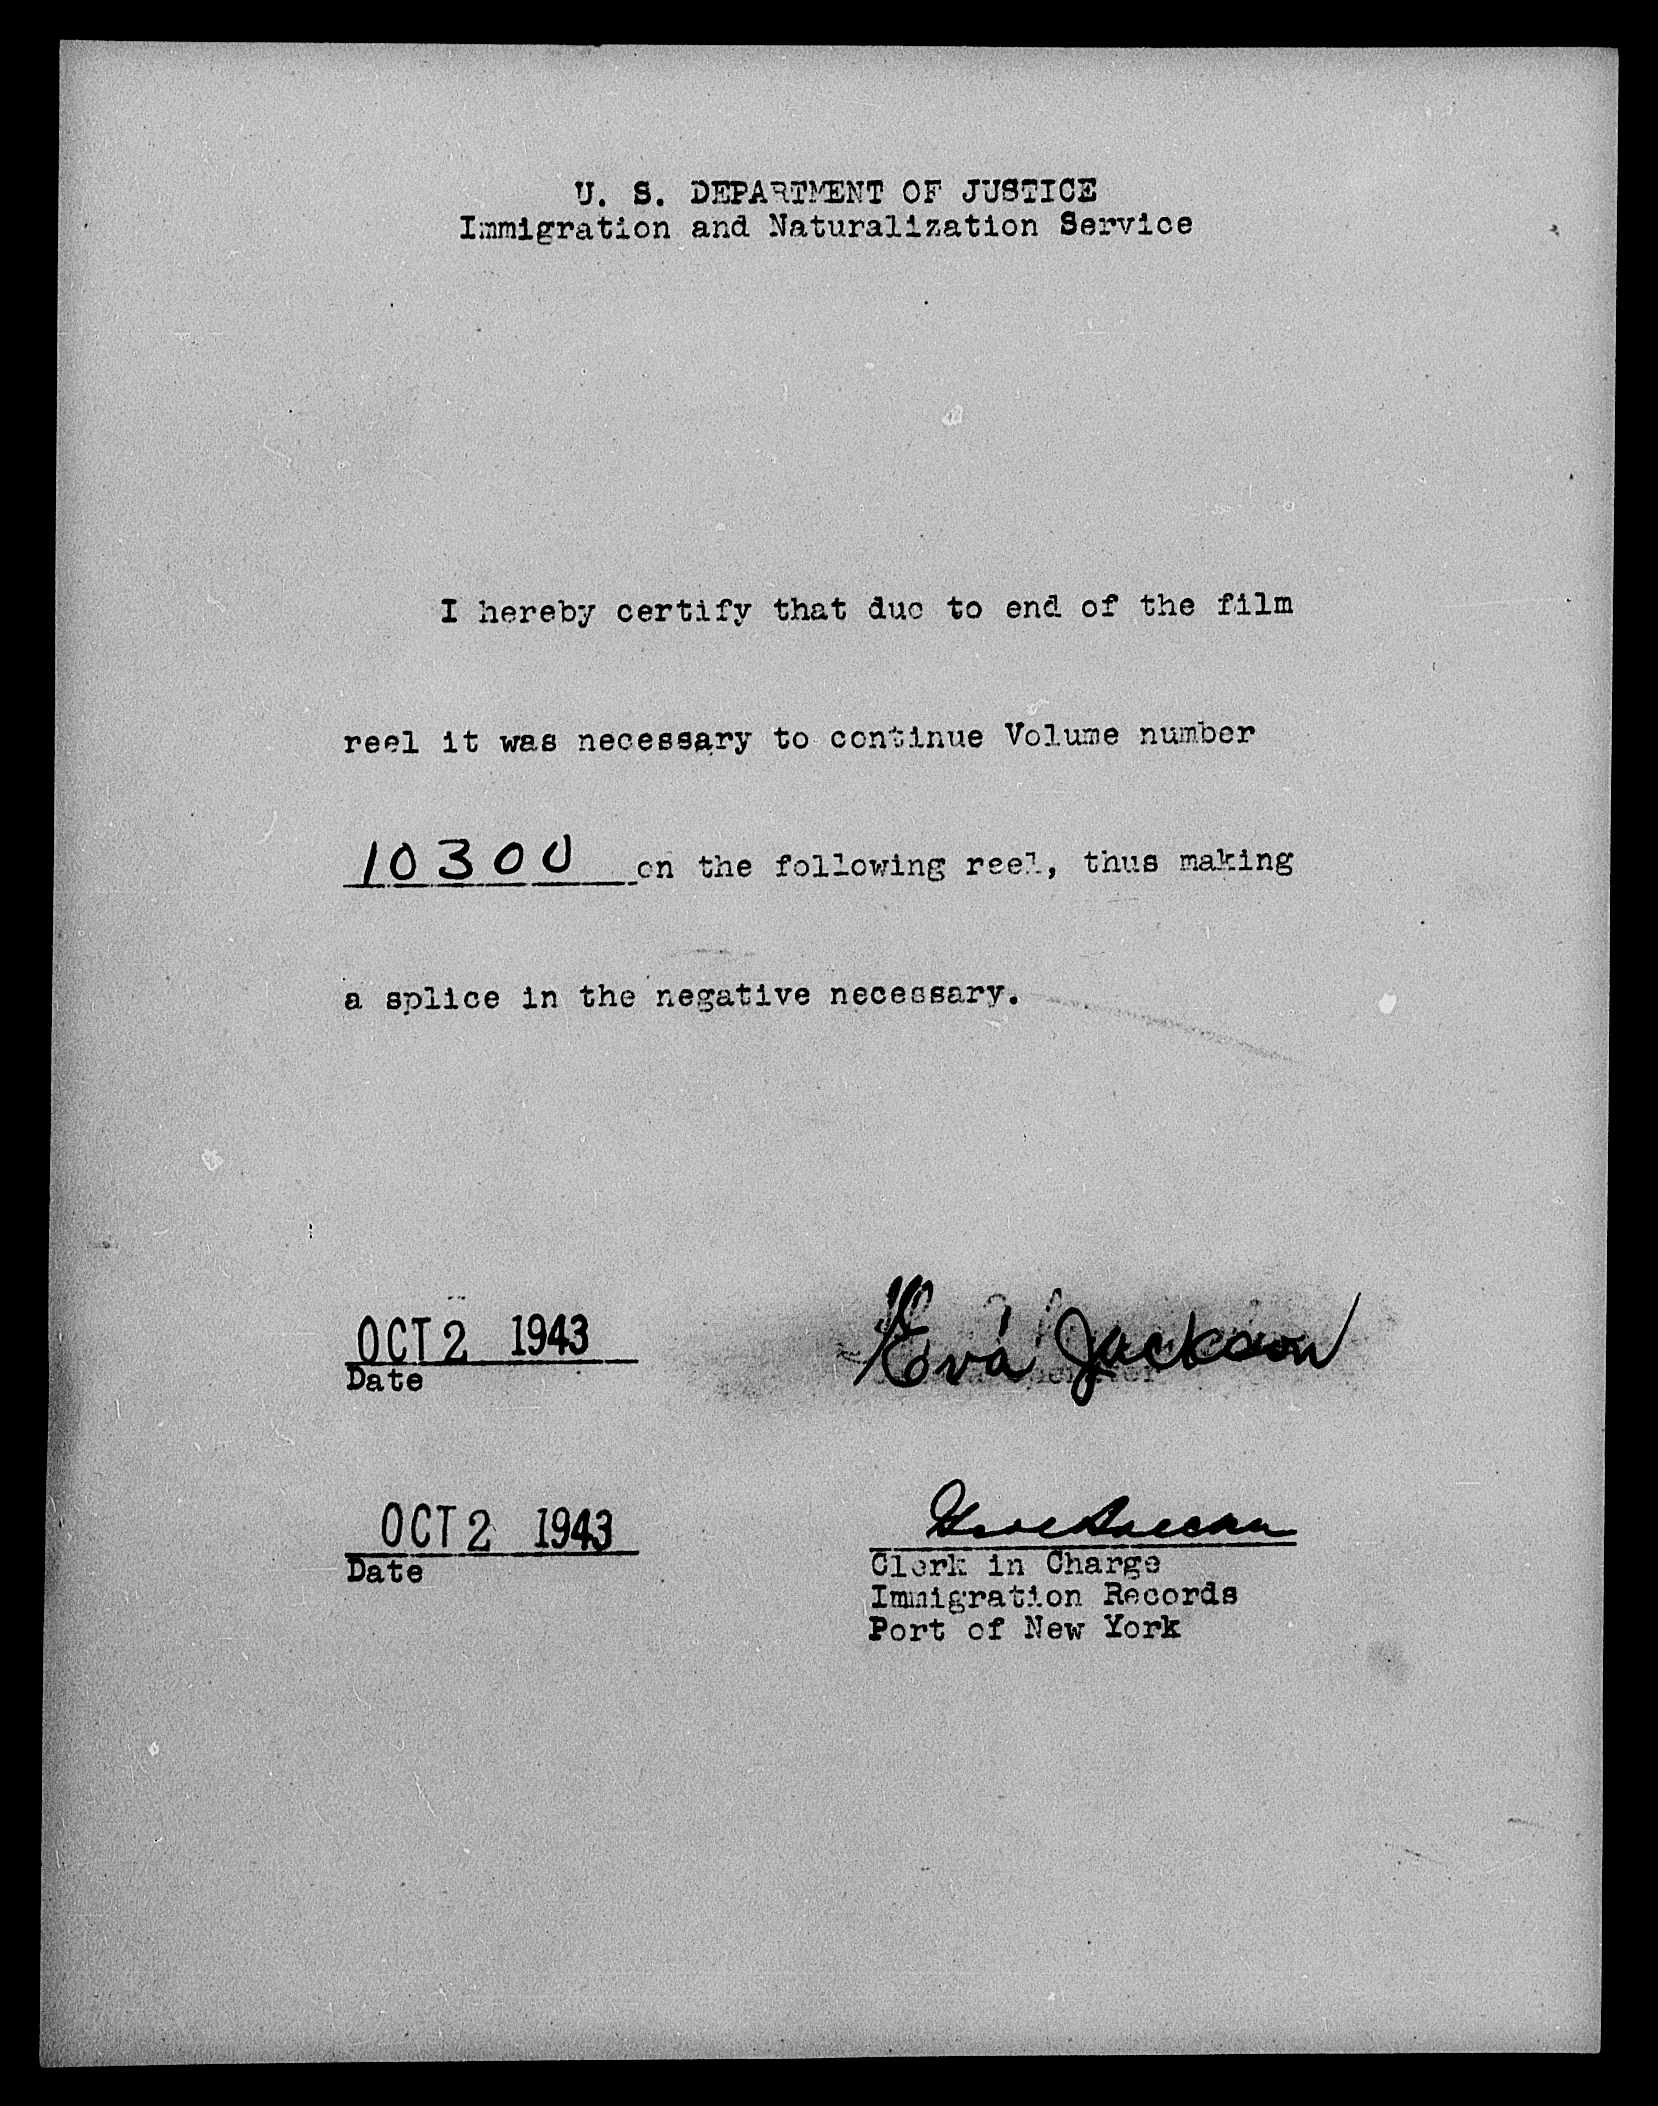 U. S. DEPARTMENT OF JUSTICE
Immigration and Naturalization Service
I hereby certify that due to end of the film
reel it was necessary to continue Volume number
10300 on the following reel, thus making
a splice in the negative necessary.
OCT 2 1943 Eva Jackson
Date
OCT 2 1943
Date Clerk in Charge
Immigration Records
Port of New York